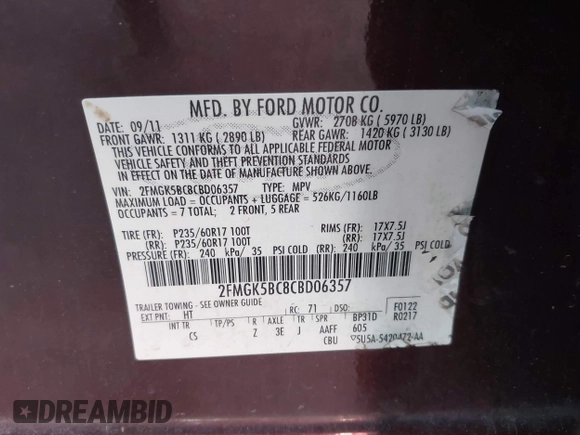 MFD. BY FORD MOTOR CO.
DATE: 09/11 GVWR: 2708 KG ( 5970 LB)
FRONT GAWR: 1311 KG ( 2890 LB) REAR GAWR: 1420 KG ( 3130 LB)
THIS VEHICLE CONFORMS TO ALL APPLICABLE FEDERAL MOTOR
VEHICLE SAFETY AND THEFT PREVENTION STANDARDS
IN EFFECT ON THE DATE OF MANUFACTURE SHOWN ABOVE.
VIN: 2FMGK5BC8CBD06357 TYPE: MPV
MAXIMUM LOAD = OCCUPANTS + LUGGAGE = 526KG/1160LB
OCCUPANTS = 7 TOTAL: 2 FRONT, 5 REAR
TIRE (FR): P235/60R17 100T RIMS (FR): 17X7.5J
(RR): P235/60R17 100T (RR): 17X7.5J
PRESSURE (FR): 240 kPa/ 35 PSI COLD (RR): 240 kPa/ 35 PSI COLD
2FMGK5BC8CBD06357
TRAILER TOWING - SEE OWNER GUIDE
EXT PNT: HT RC: 71 DSO: F0122
INT TR TP/PS R AXLE TR SPR BP31D R0217
CS Z 3E J AAFF 605
CBU 5U5A-5420472-AA
DREAMBID